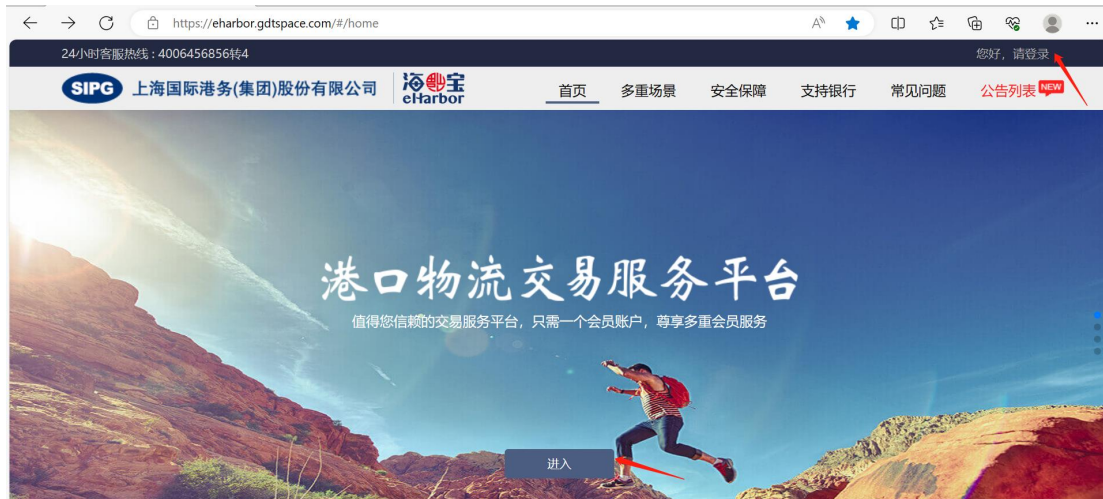 https://eharbor.gdtspace.com/#/home
24小时客服热线：4006456856转4
您好，请登录
SIPG 上海国际港务(集团)股份有限公司 海勤宝 eHarbor
首页 多重场景 安全保障 支持银行 常见问题 公告列表 NEW
港口物流交易服务平台
值得您信赖的交易服务平台，只需一个会员账户，尊享多重会员服务
进入